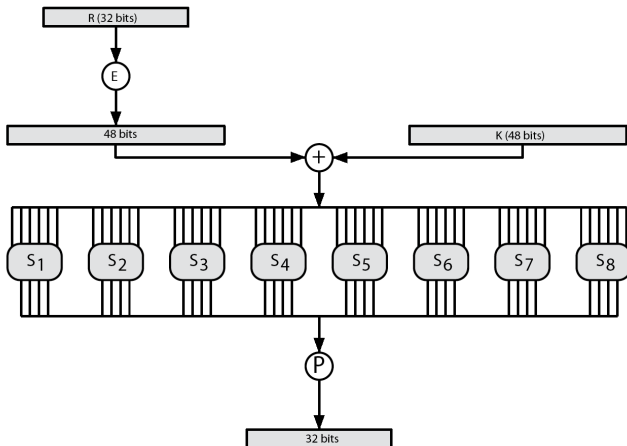 R (32 bits)
E
48 bits
K (48 bits)
+
S1 S2 S3 S4 S5 S6 S7 S8
P
32 bits